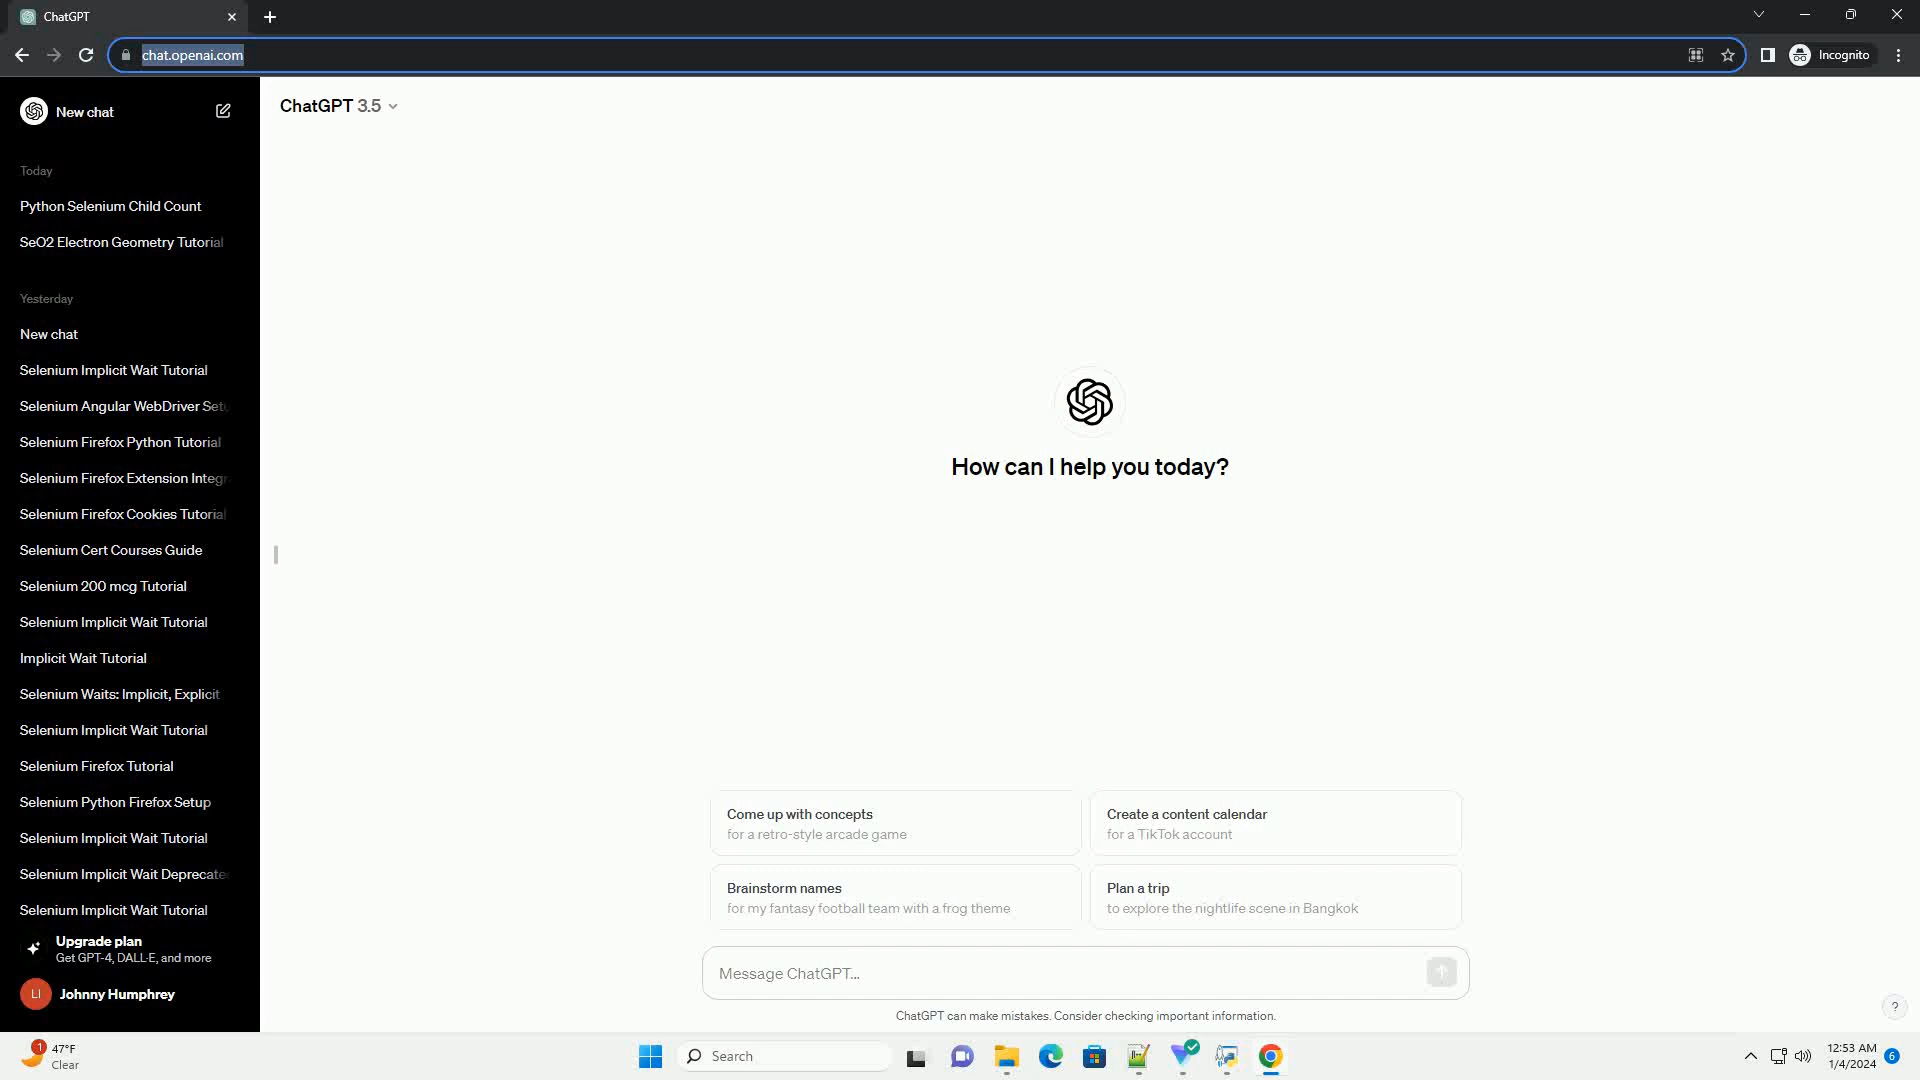 ChatGPT
chat.openai.com
Incognito
New chat
ChatGPT 3.5
Today
Python Selenium Child Count
SeO2 Electron Geometry Tutorial
Yesterday
New chat
Selenium Implicit Wait Tutorial
Selenium Angular WebDriver Setu
Selenium Firefox Python Tutorial
Selenium Firefox Extension Integr
Selenium Firefox Cookies Tutorial
Selenium Cert Courses Guide
Selenium 200 mcg Tutorial
Selenium Implicit Wait Tutorial
Implicit Wait Tutorial
Selenium Waits: Implicit, Explicit
Selenium Implicit Wait Tutorial
Selenium Firefox Tutorial
Selenium Python Firefox Setup
Selenium Implicit Wait Tutorial
Selenium Implicit Wait Deprecate
Selenium Implicit Wait Tutorial
Upgrade plan
Get GPT-4, DALL·E, and more
LI
Johnny Humphrey
How can I help you today?
Come up with concepts
for a retro-style arcade game
Create a content calendar
for a TikTok account
Brainstorm names
for my fantasy football team with a frog theme
Plan a trip
to explore the nightlife scene in Bangkok
Message ChatGPT...
ChatGPT can make mistakes. Consider checking important information.
?
1
47°F
Clear
Search
12:53 AM
1/4/2024
6